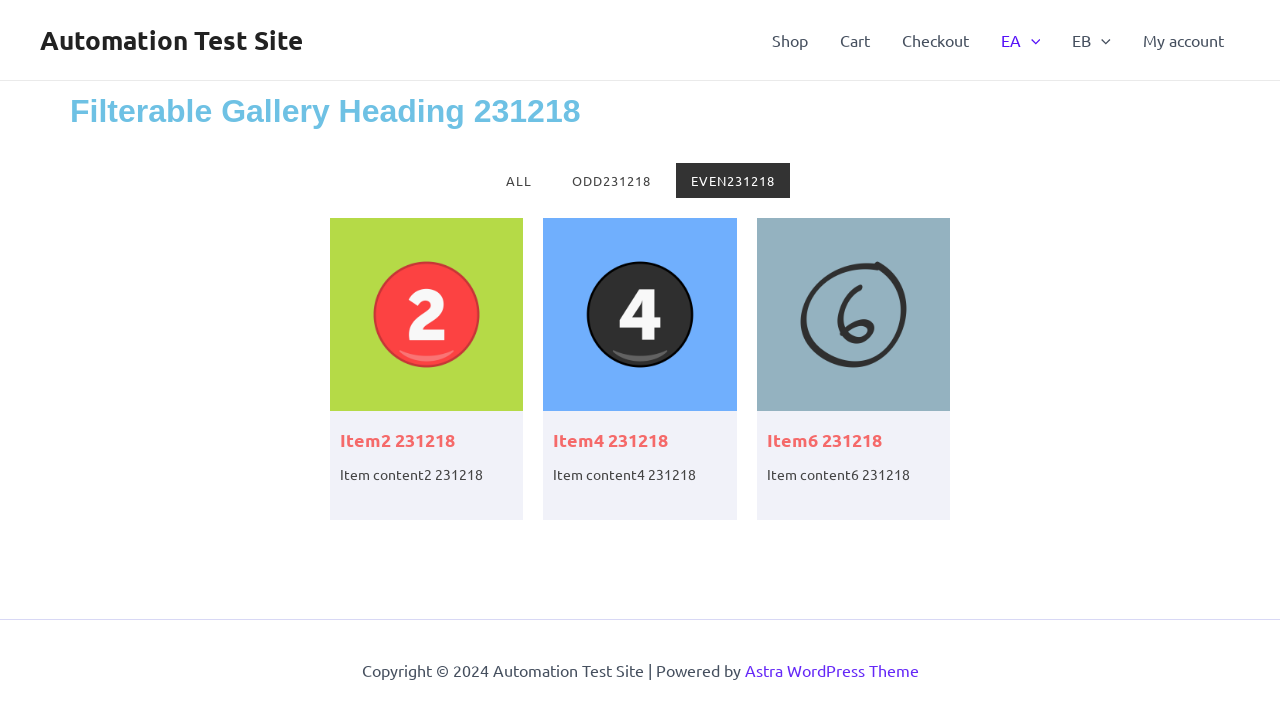 Automation Test Site
Shop Cart Checkout EA EB My account
Filterable Gallery Heading 231218
ALL ODD231218 EVEN231218
2 4 6
Item2 231218 Item4 231218 Item6 231218
Item content2 231218 Item content4 231218 Item content6 231218
Copyright © 2024 Automation Test Site | Powered by Astra WordPress Theme